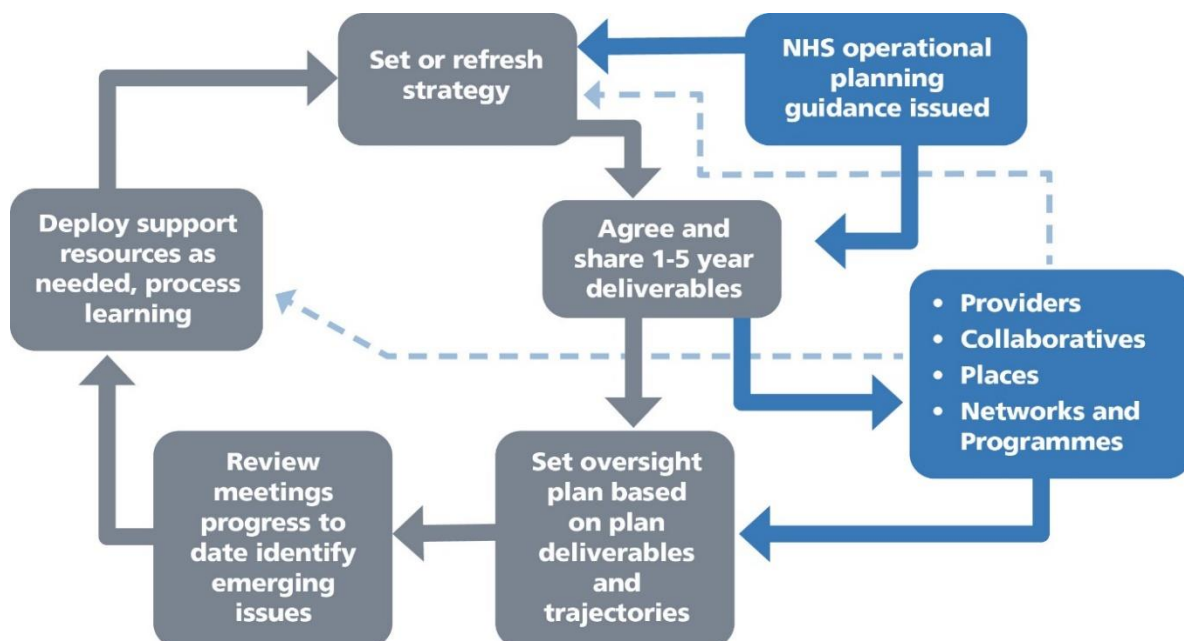 Set or refresh
strategy
NHS operational
planning
guidance issued
Deploy support
resources as
needed, process
learning
Agree and
share 1-5 year
deliverables
• Providers
• Collaboratives
• Places
• Networks and
Programmes
Review
meetings
progress to
date identify
emerging
issues
Set oversight
plan based
on plan
deliverables
and
trajectories